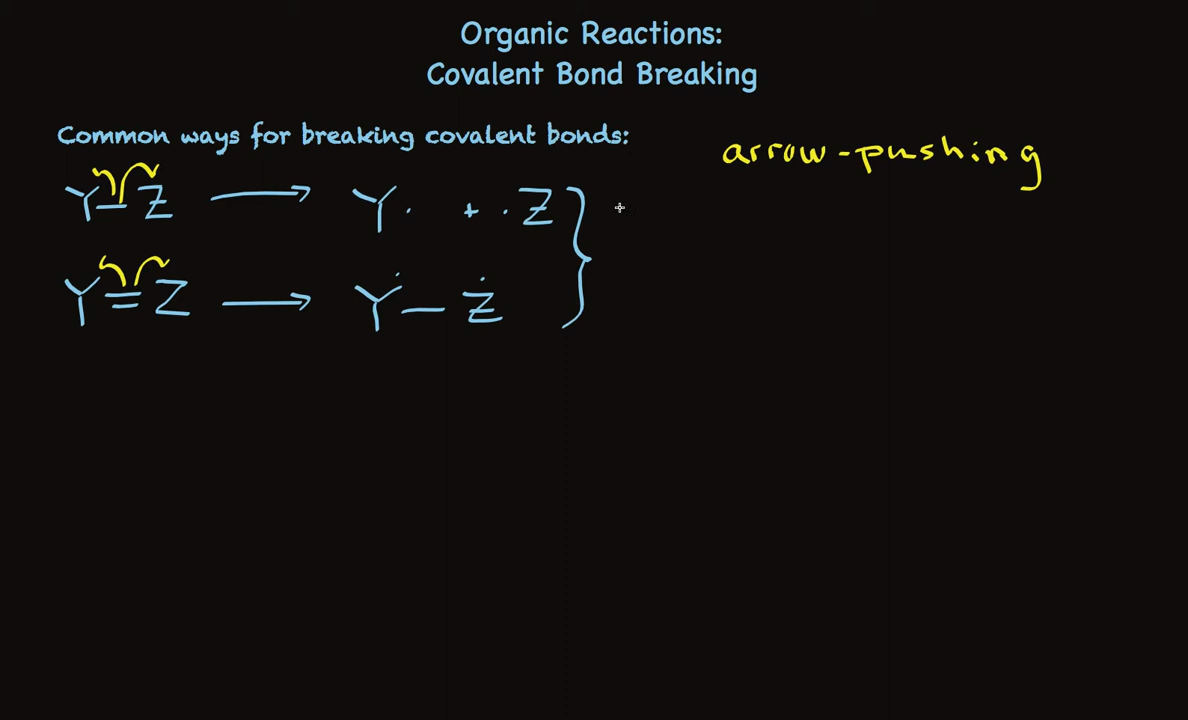 Organic Reactions:
Covalent Bond Breaking
Common ways for breaking covalent bonds:
arrow-pushing
Y–Z ⟶ Y· + ·Z
Y=Z ⟶ Ẏ–Ż